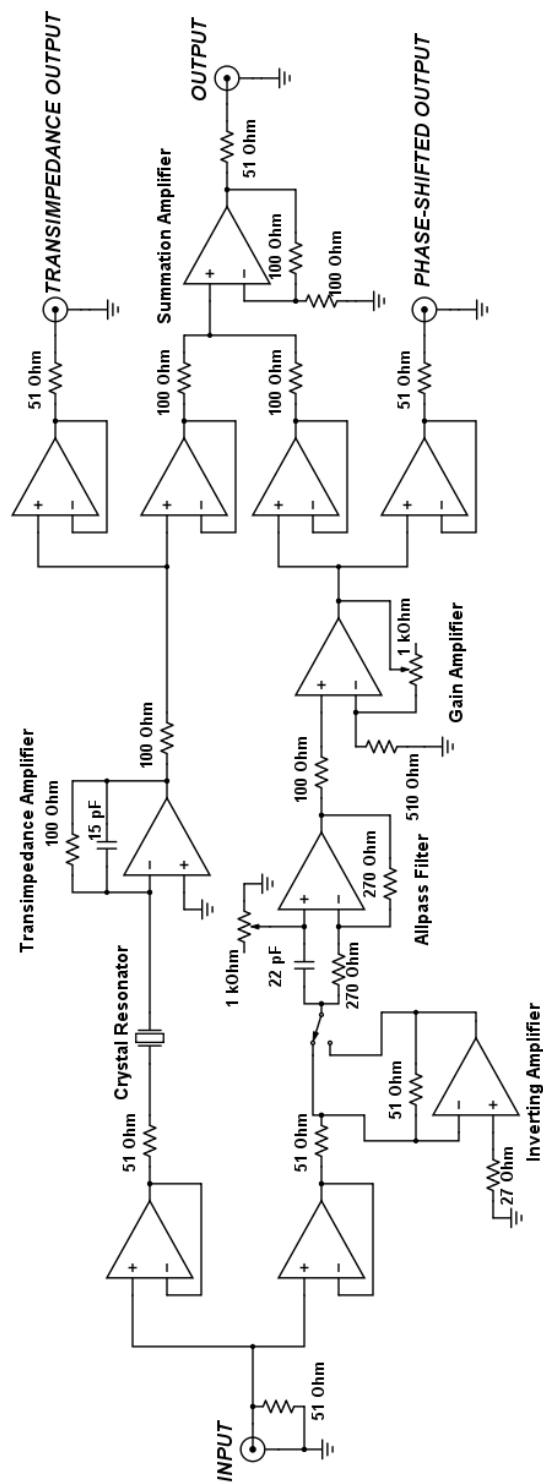 INPUT
51 Ohm
51 Ohm
Crystal Resonator
Transimpedance Amplifier
100 Ohm
15 pF
100 Ohm
51 Ohm
TRANSIMPEDANCE OUTPUT
100 Ohm
Summation Amplifier
51 Ohm
OUTPUT
100 Ohm
100 Ohm
100 Ohm
51 Ohm
51 Ohm
27 Ohm
Inverting Amplifier
1 kOhm
22 pF
270 Ohm
270 Ohm
Allpass Filter
100 Ohm
510 Ohm
1 kOhm
Gain Amplifier
51 Ohm
PHASE-SHIFTED OUTPUT